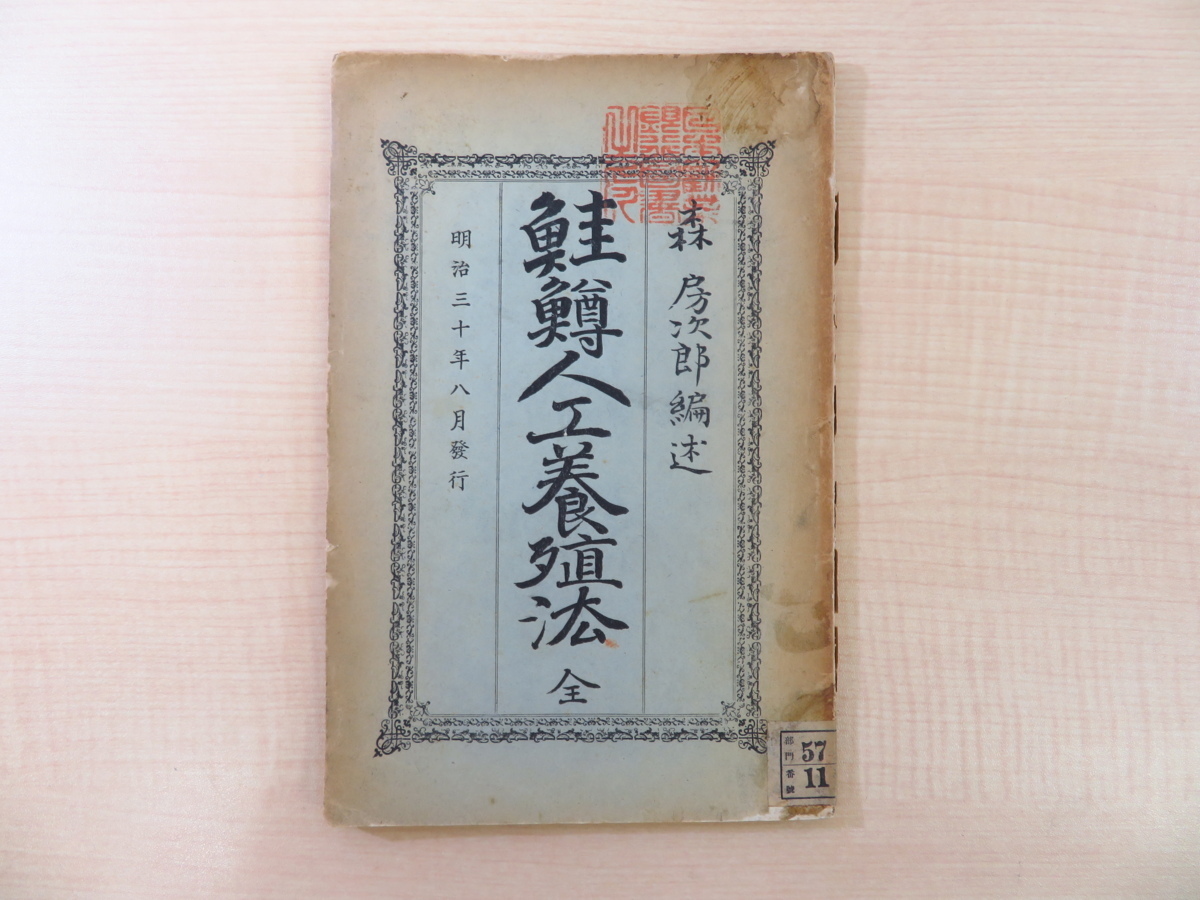 森 房次郎編述
鮭鱒人工養殖法 全
明治三十年八月發行
部門 57
番號 11